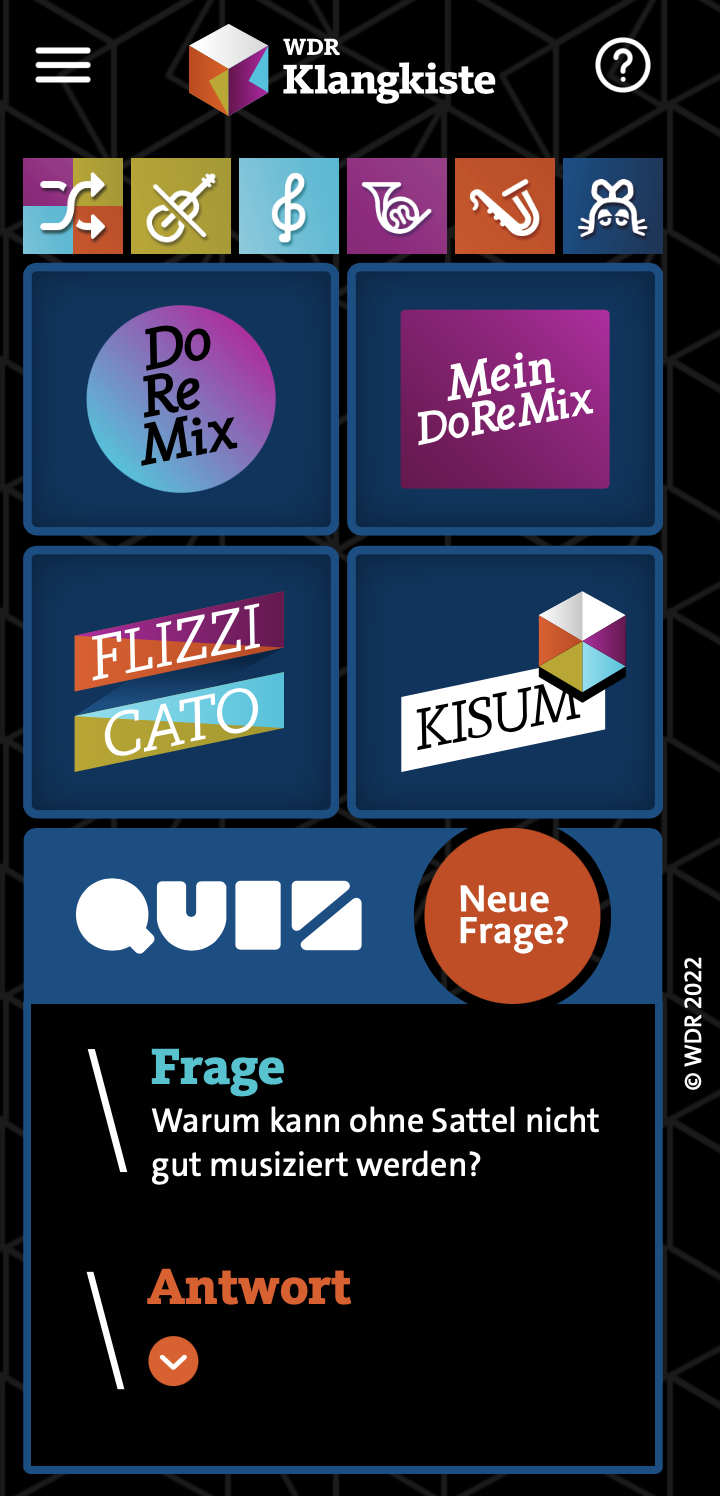 WDR
Klangkiste
Do
Re
Mix
Mein
DoReMix
FLIZZI
CATO
KISUM
QUIZ
Neue
Frage?
Frage
Warum kann ohne Sattel nicht
gut musiziert werden?
Antwort
© WDR 2022